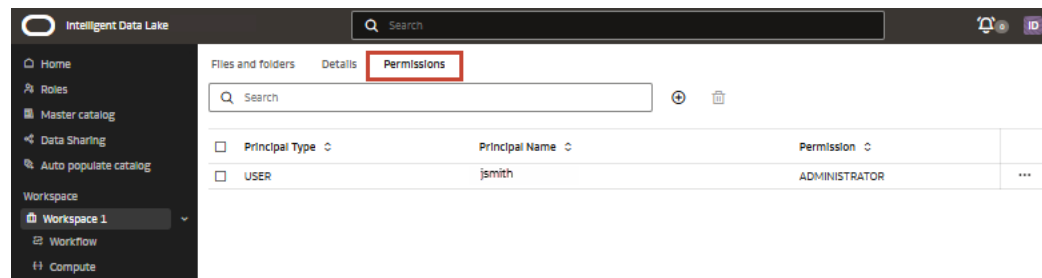 Intelligent Data Lake
Search
0
ID
Home
Roles
Master catalog
Data Sharing
Auto populate catalog
Workspace
Workspace 1
Workflow
Compute
Files and folders Details Permissions
Search
Principal Type Principal Name Permission
USER jsmith ADMINISTRATOR